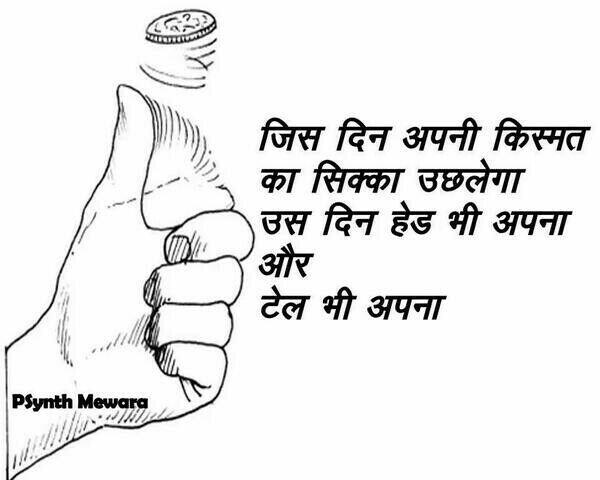 जिस दिन अपनी किस्मत
का सिक्का उछलेगा
उस दिन हेड भी अपना
और
टेल भी अपना
PSynth Mewara